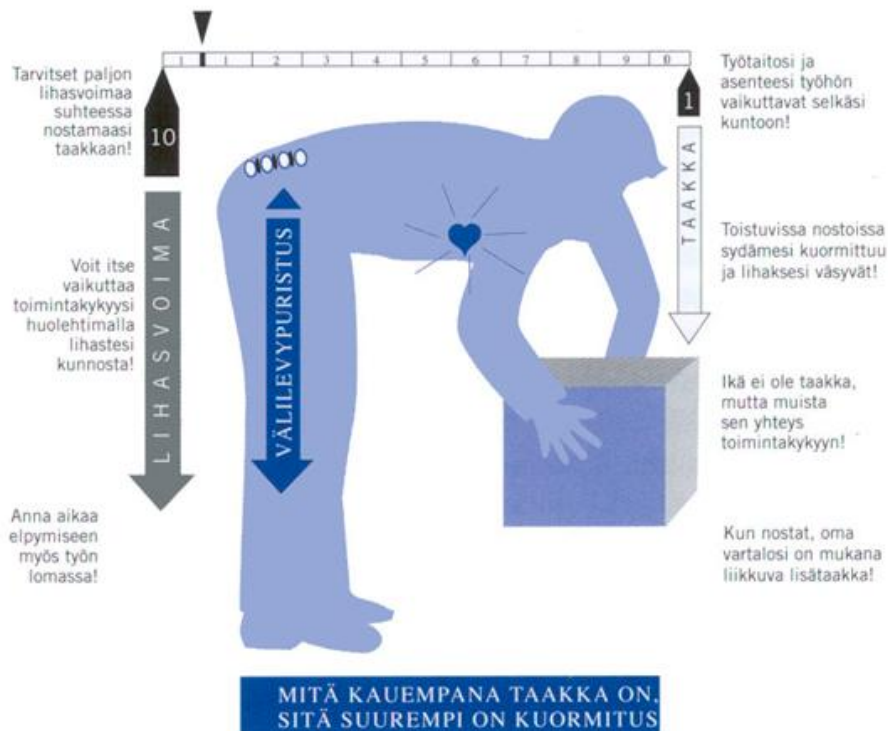 1 1 2 3 4 5 6 7 8 9 0
Tarvitset paljon
lihasvoimaa
suhteessa
nostamaasi
taakkaan!
10
LIHASVOIMA
Voit itse
vaikuttaa
toimintakykyysi
huolehtimalla
lihastesi
kunnosta!
Anna aikaa
elpymiseen
myös työn
lomassa!
VÄLILEVYPURISTUS
1
TAAKKA
Työtaitosi ja
asenteesi työhön
vaikuttavat selkäsi
kuntoon!
Toistuvissa nostoissa
sydämesi kuormittuu
ja lihaksesi väsyvät!
Ikä ei ole taakka,
mutta muista
sen yhteys
toimintakykyyn!
Kun nostat, oma
vartalosi on mukana
liikkuva lisätaakka!
MITÄ KAUEMPANA TAAKKA ON,
SITÄ SUUREMPI ON KUORMITUS